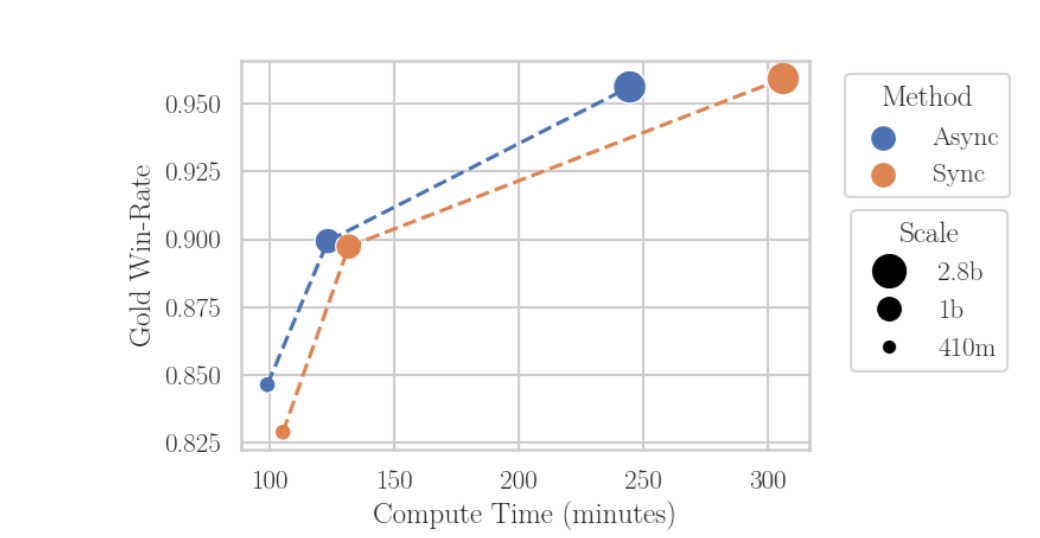 0.950
0.925
0.900
0.875
0.850
0.825
Gold Win-Rate
100 150 200 250 300
Compute Time (minutes)
Method
Async
Sync
Scale
2.8b
1b
410m